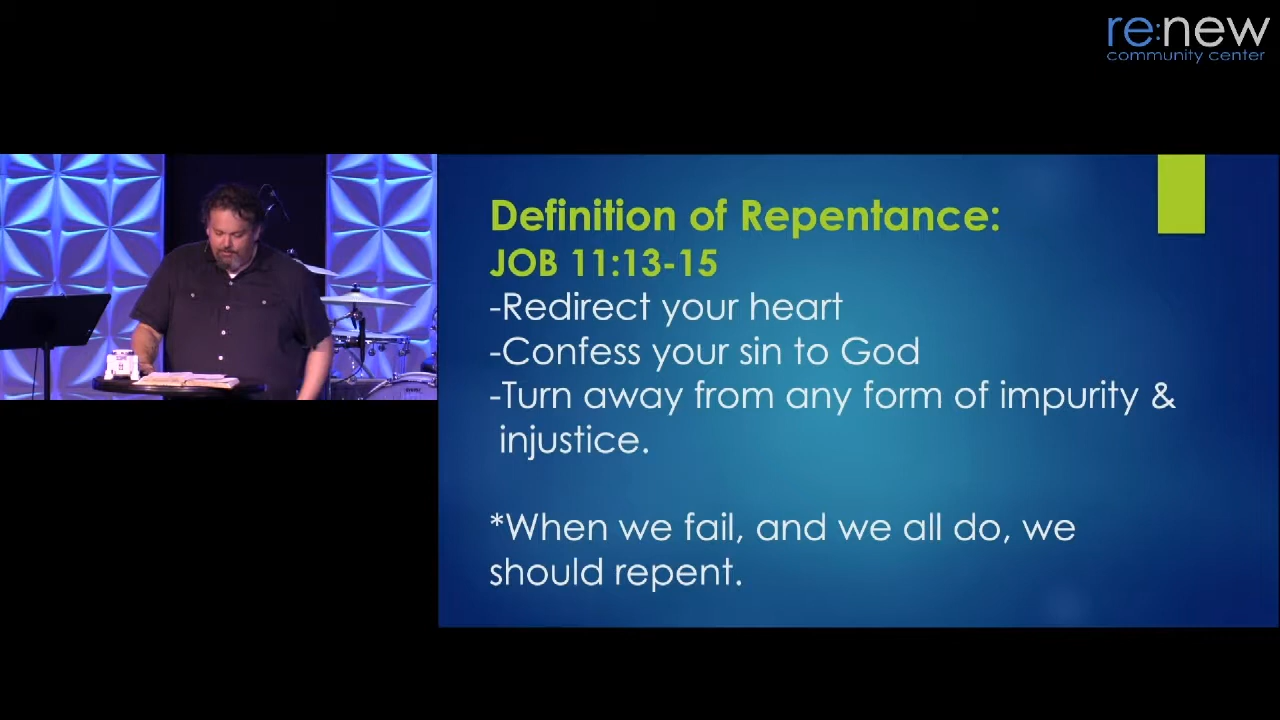 re:new
community center
Definition of Repentance:
JOB 11:13-15
-Redirect your heart
-Confess your sin to God
-Turn away from any form of impurity &
injustice.
*When we fail, and we all do, we
should repent.